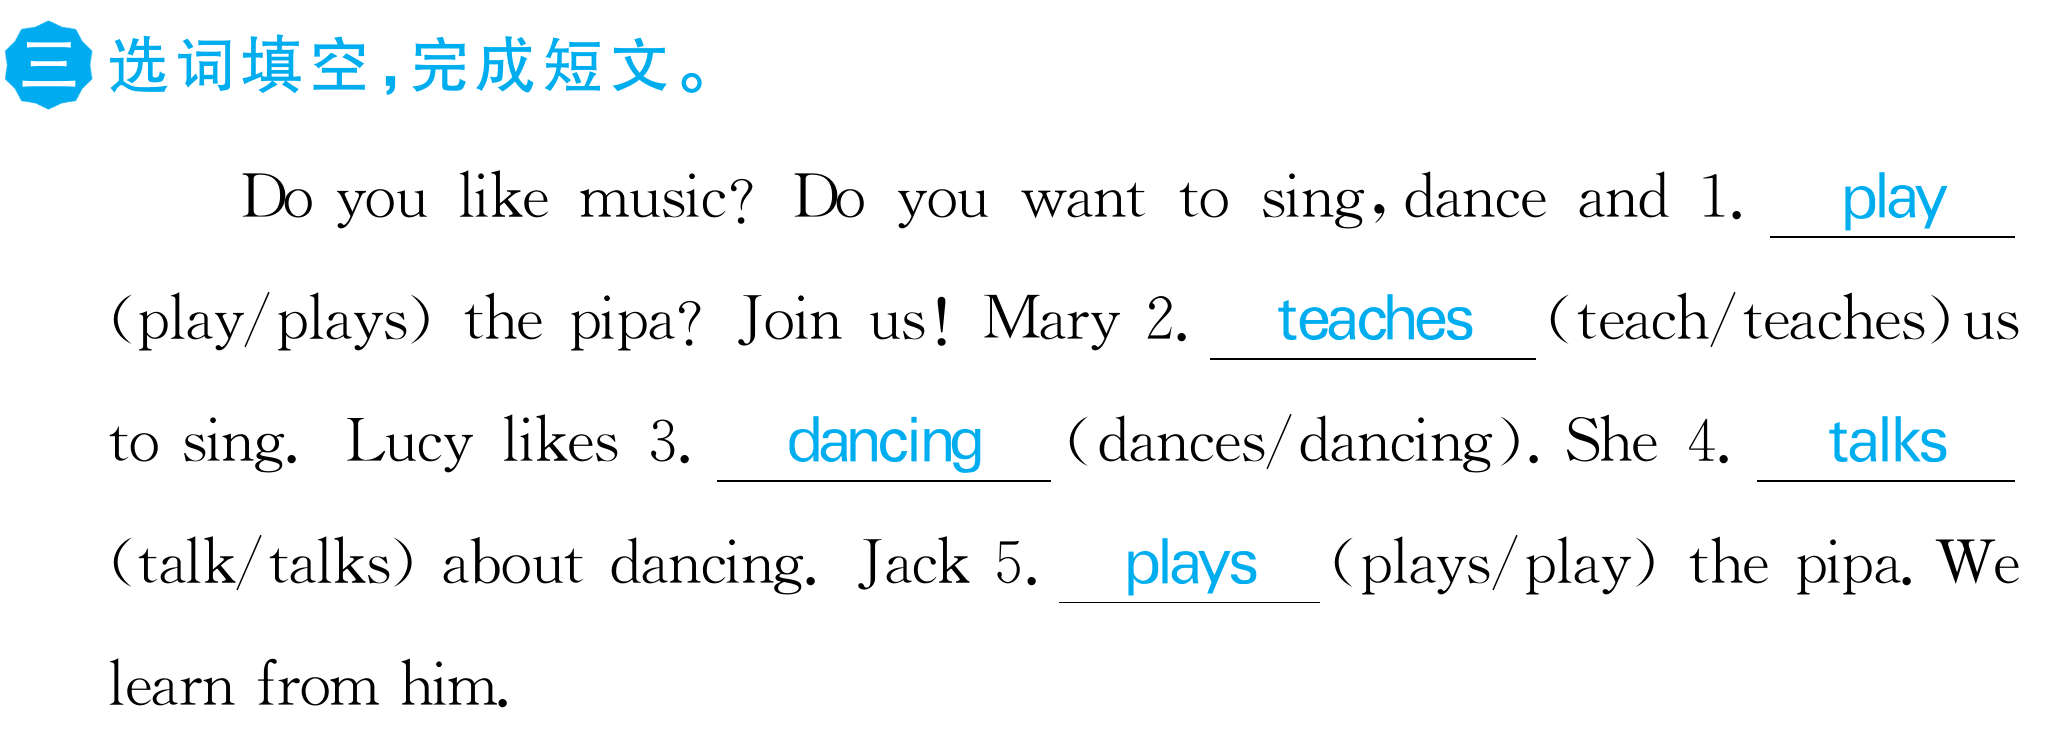 三 选词填空,完成短文。
Do you like music? Do you want to sing, dance and 1. play
(play/plays) the pipa? Join us! Mary 2. teaches (teach/teaches) us
to sing. Lucy likes 3. dancing (dances/dancing). She 4. talks
(talk/talks) about dancing. Jack 5. plays (plays/play) the pipa. We
learn from him.